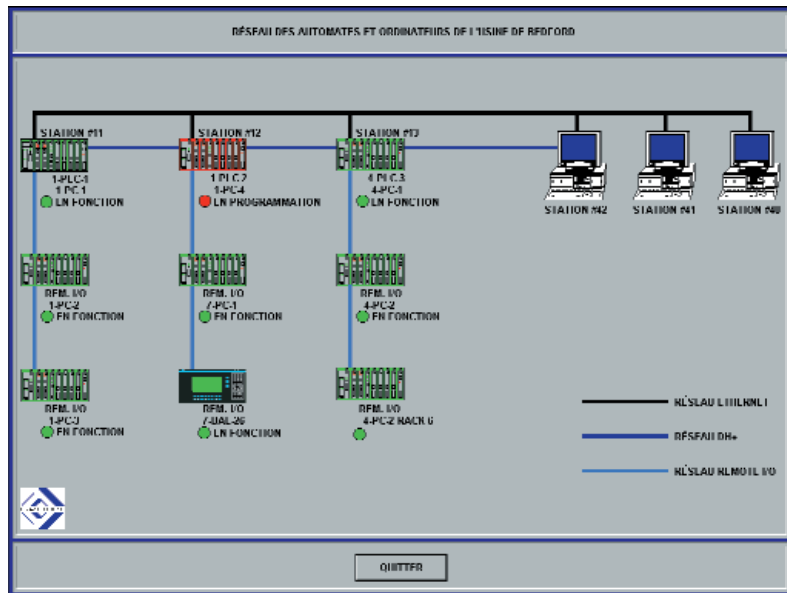 RÉSEAU DES AUTOMATES ET ORDINATEURS DE L'USINE DE BEDFORD
STATION #11
1-PLC-1
1-PC-1
EN FONCTION
STATION #12
1-PLC-2
1-PC-4
EN PROGRAMMATION
STATION #13
4-PLC-3
4-PC-1
EN FONCTION
STATION #42
STATION #41
STATION #40
REM. I/O
1-PC-2
EN FONCTION
REM. I/O
7-PC-1
EN FONCTION
REM. I/O
4-PC-2
EN FONCTION
REM. I/O
1-PC-3
EN FONCTION
REM. I/O
7-BAL-26
EN FONCTION
REM. I/O
4-PC-2 RACK 6
RÉSEAU ETHERNET
RÉSEAU DH+
RÉSEAU REMOTE I/O
QUITTER